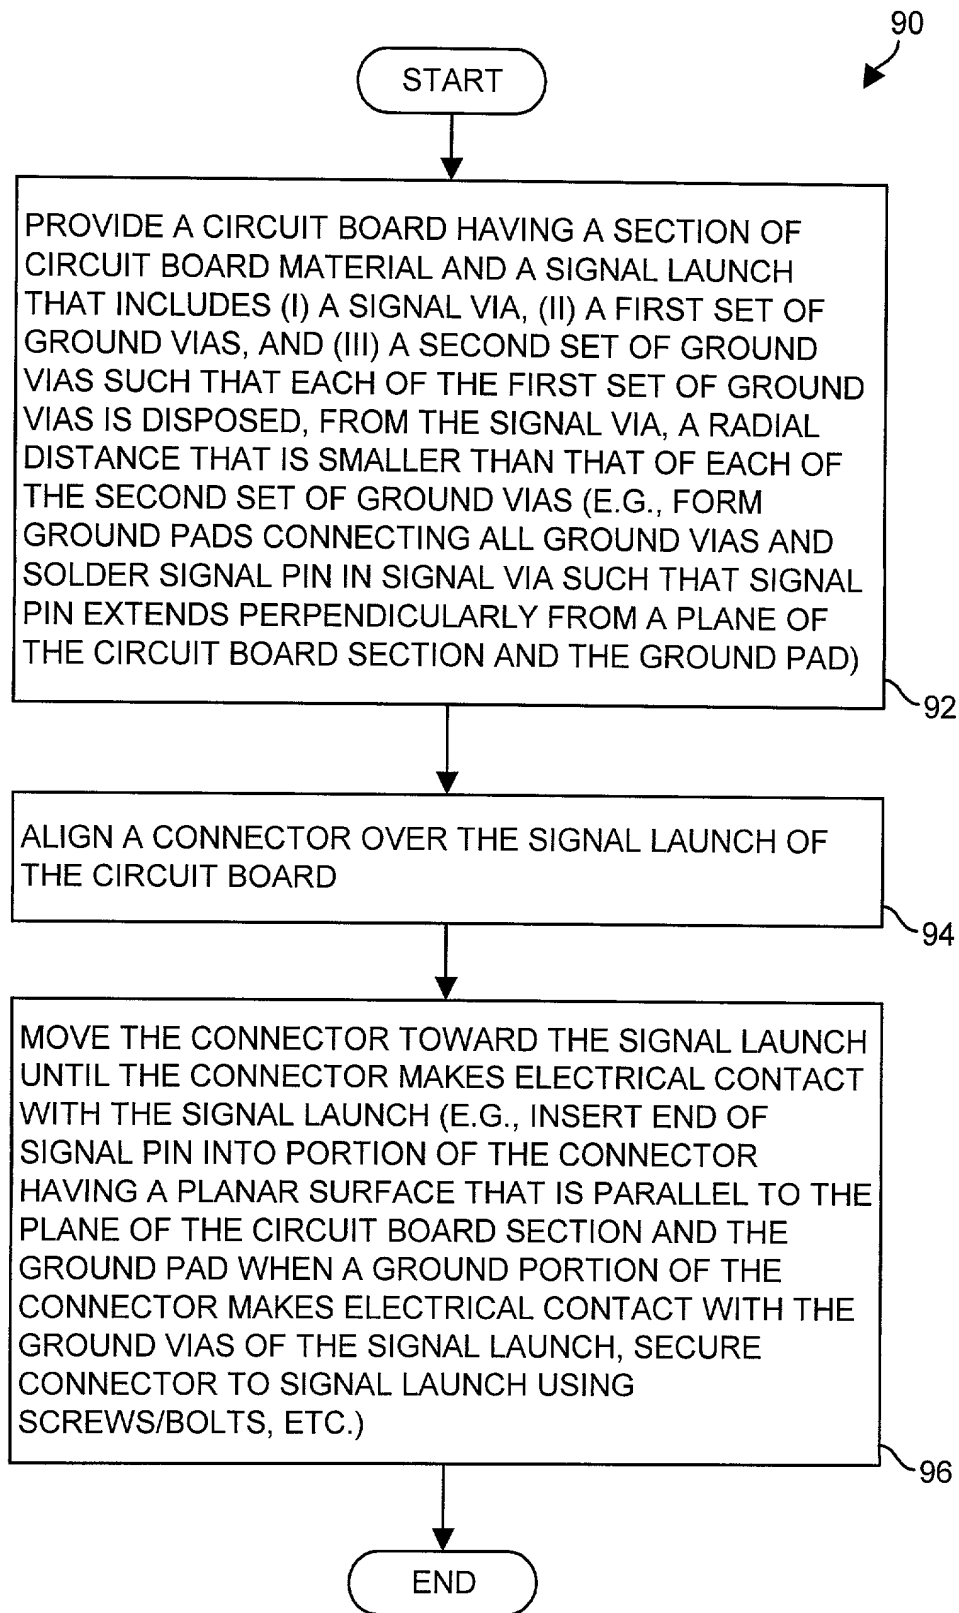 90
START
PROVIDE A CIRCUIT BOARD HAVING A SECTION OF
CIRCUIT BOARD MATERIAL AND A SIGNAL LAUNCH
THAT INCLUDES (I) A SIGNAL VIA, (II) A FIRST SET OF
GROUND VIAS, AND (III) A SECOND SET OF GROUND
VIAS SUCH THAT EACH OF THE FIRST SET OF GROUND
VIAS IS DISPOSED, FROM THE SIGNAL VIA, A RADIAL
DISTANCE THAT IS SMALLER THAN THAT OF EACH OF
THE SECOND SET OF GROUND VIAS (E.G., FORM
GROUND PADS CONNECTING ALL GROUND VIAS AND
SOLDER SIGNAL PIN IN SIGNAL VIA SUCH THAT SIGNAL
PIN EXTENDS PERPENDICULARLY FROM A PLANE OF
THE CIRCUIT BOARD SECTION AND THE GROUND PAD)
92
ALIGN A CONNECTOR OVER THE SIGNAL LAUNCH OF
THE CIRCUIT BOARD
94
MOVE THE CONNECTOR TOWARD THE SIGNAL LAUNCH
UNTIL THE CONNECTOR MAKES ELECTRICAL CONTACT
WITH THE SIGNAL LAUNCH (E.G., INSERT END OF
SIGNAL PIN INTO PORTION OF THE CONNECTOR
HAVING A PLANAR SURFACE THAT IS PARALLEL TO THE
PLANE OF THE CIRCUIT BOARD SECTION AND THE
GROUND PAD WHEN A GROUND PORTION OF THE
CONNECTOR MAKES ELECTRICAL CONTACT WITH THE
GROUND VIAS OF THE SIGNAL LAUNCH, SECURE
CONNECTOR TO SIGNAL LAUNCH USING
SCREWS/BOLTS, ETC.)
96
END